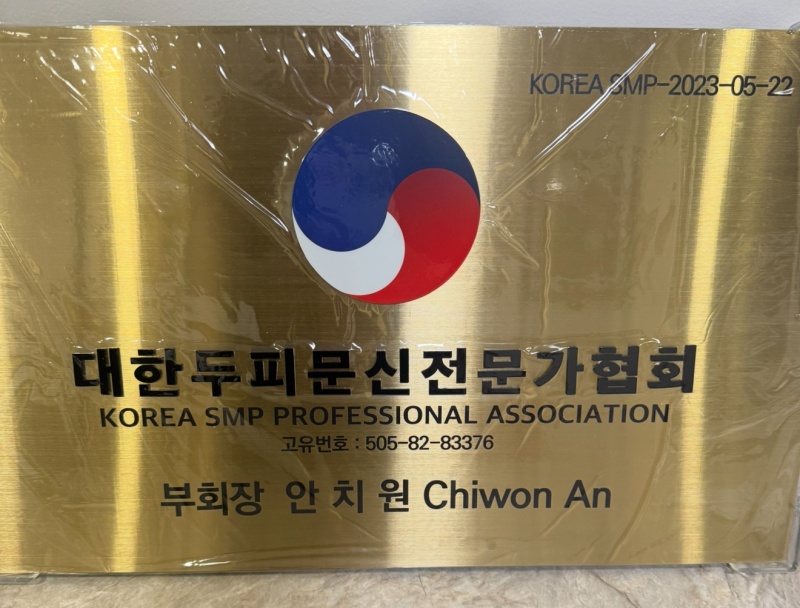 KOREA SMP-2023-05-22
대한두피문신전문가협회
KOREA SMP PROFESSIONAL ASSOCIATION
고유번호 : 505-82-83376
부회장 안 치 원 Chiwon An